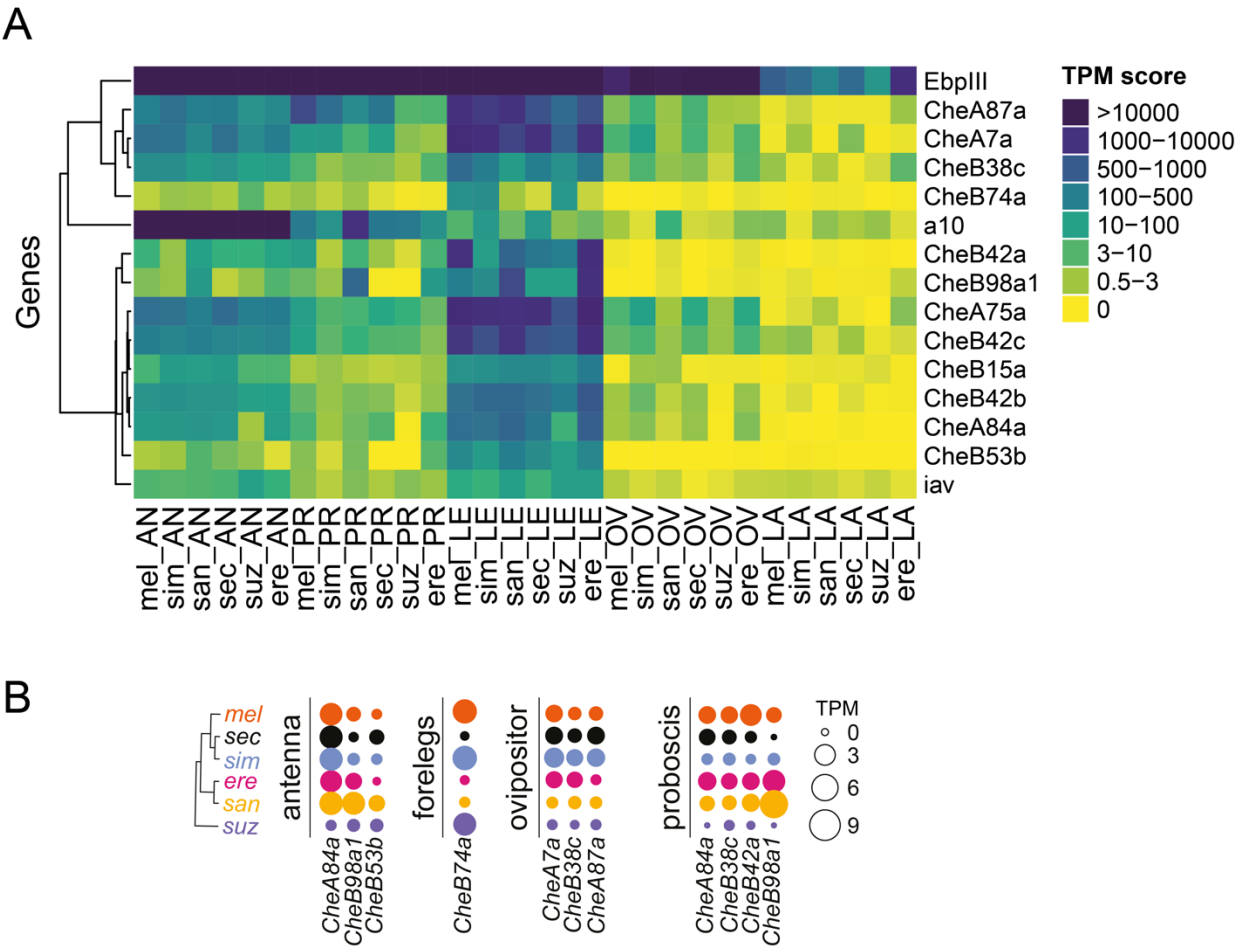 A
TPM score
>10000
1000−10000
500−1000
100−500
10−100
3−10
0.5−3
0
Genes
EbpIII
CheA87a
CheA7a
CheB38c
CheB74a
a10
CheB42a
CheB98a1
CheA75a
CheB42c
CheB15a
CheB42b
CheA84a
CheB53b
iav
mel_AN
sim_AN
san_AN
sec_AN
suz_AN
ere_AN
mel_PR
sim_PR
san_PR
sec_PR
suz_PR
ere_PR
mel_LE
sim_LE
san_LE
sec_LE
suz_LE
ere_LE
mel_OV
sim_OV
san_OV
sec_OV
suz_OV
ere_OV
mel_LA
sim_LA
san_LA
sec_LA
suz_LA
ere_LA
B
mel
sec
sim
ere
san
suz
antenna
CheA84a
CheB98a1
CheB53b
forelegs
CheB74a
ovipositor
CheA7a
CheB38c
CheA87a
proboscis
CheA84a
CheB38c
CheB42a
CheB98a1
TPM
0
3
6
9